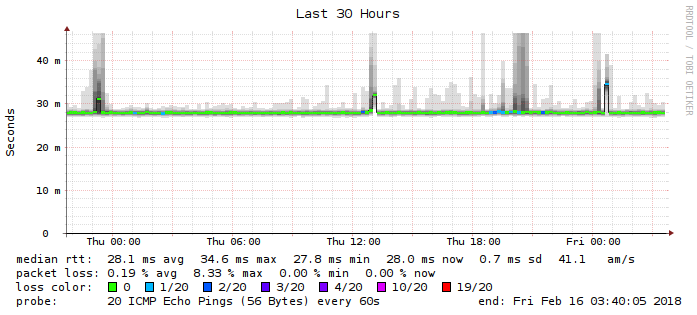 Last 30 Hours
RRDTOOL / TOBI OETIKER
Seconds
40 m
30 m
20 m
10 m
0
Thu 00:00 Thu 06:00 Thu 12:00 Thu 18:00 Fri 00:00
median rtt: 28.1 ms avg 34.6 ms max 27.8 ms min 28.0 ms now 0.7 ms sd 41.1 am/s
packet loss: 0.19 % avg 8.33 % max 0.00 % min 0.00 % now
loss color: 0 1/20 2/20 3/20 4/20 10/20 19/20
probe: 20 ICMP Echo Pings (56 Bytes) every 60s end: Fri Feb 16 03:40:05 2018